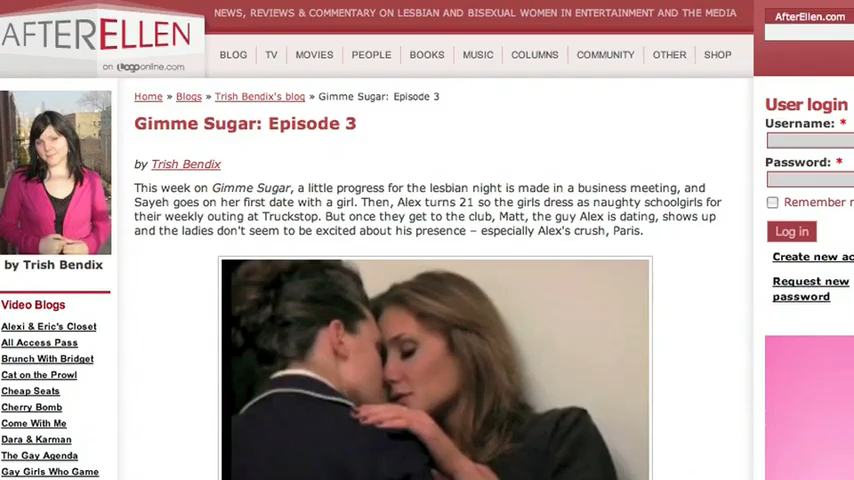 AFTERELLEN
on logoonline.com
NEWS, REVIEWS & COMMENTARY ON LESBIAN AND BISEXUAL WOMEN IN ENTERTAINMENT AND THE MEDIA
AfterEllen.com
BLOG TV MOVIES PEOPLE BOOKS MUSIC COLUMNS COMMUNITY OTHER SHOP
Home » Blogs » Trish Bendix's blog » Gimme Sugar: Episode 3
Gimme Sugar: Episode 3
by Trish Bendix
This week on Gimme Sugar, a little progress for the lesbian night is made in a business meeting, and
Sayeh goes on her first date with a girl. Then, Alex turns 21 so the girls dress as naughty schoolgirls for
their weekly outing at Truckstop. But once they get to the club, Matt, the guy Alex is dating, shows up
and the ladies don't seem to be excited about his presence – especially Alex's crush, Paris.
by Trish Bendix
Video Blogs
Alexi & Eric's Closet
All Access Pass
Brunch With Bridget
Cat on the Prowl
Cheap Seats
Cherry Bomb
Come With Me
Dara & Karman
The Gay Agenda
Gay Girls Who Game
User login
Username: *
Password: *
Remember r
Log in
Create new ac
Request new
password